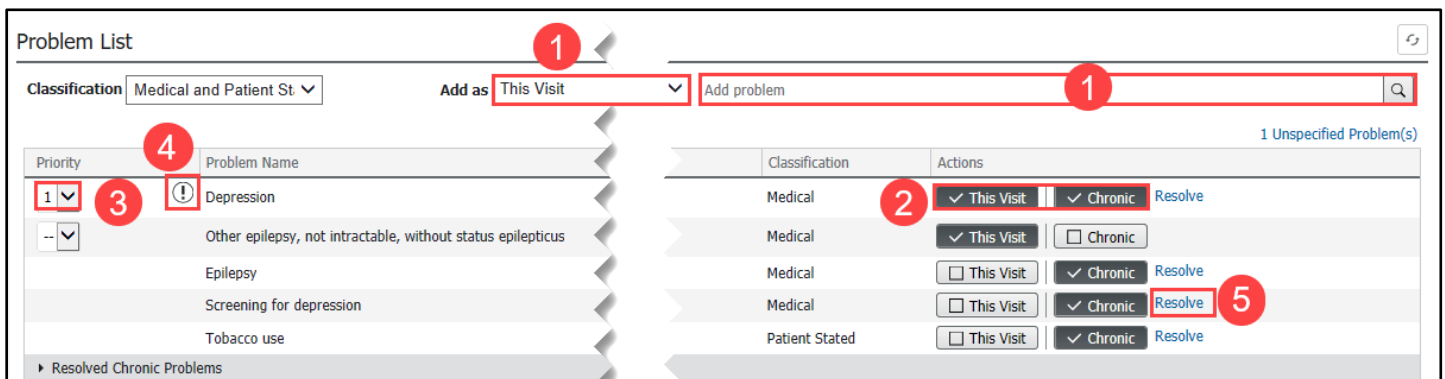 Problem List
1
Classification Medical and Patient St Add as This Visit Add problem 1
1 Unspecified Problem(s)
4
Priority Problem Name Classification Actions
1 3 ! Depression Medical 2 This Visit Chronic Resolve
-- Other epilepsy, not intractable, without status epilepticus Medical This Visit Chronic
Epilepsy Medical This Visit Chronic Resolve
Screening for depression Medical This Visit Chronic Resolve 5
Tobacco use Patient Stated This Visit Chronic Resolve
Resolved Chronic Problems